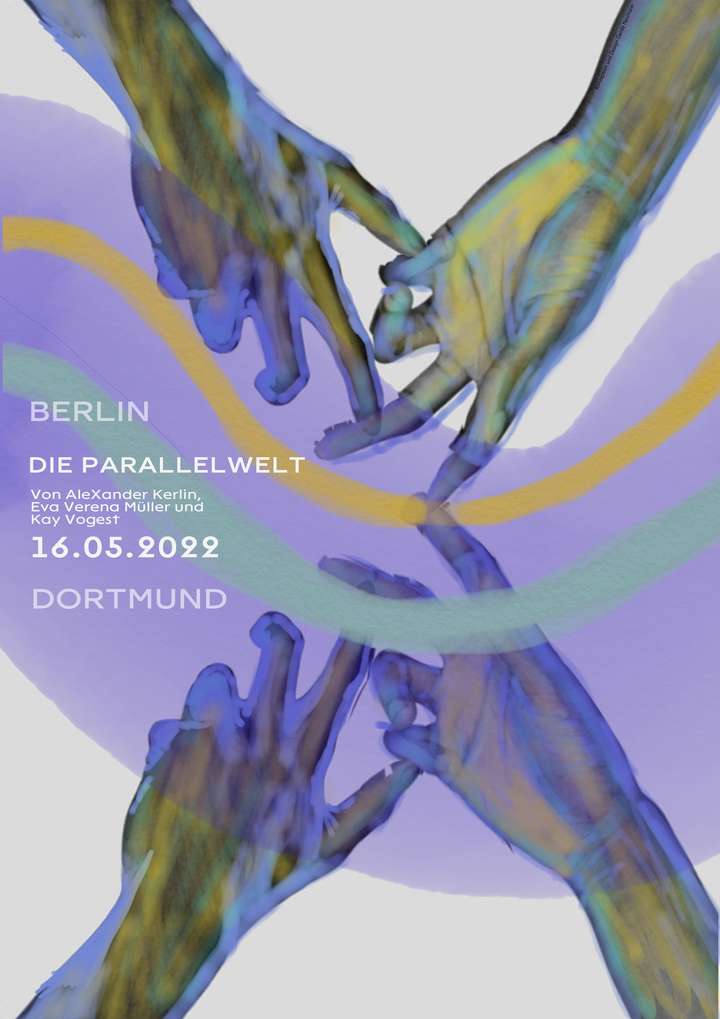 BERLIN
DIE PARALLELWELT
Von AleXander Kerlin,
Eva Verena Müller und
Kay Vogest
16.05.2022
DORTMUND